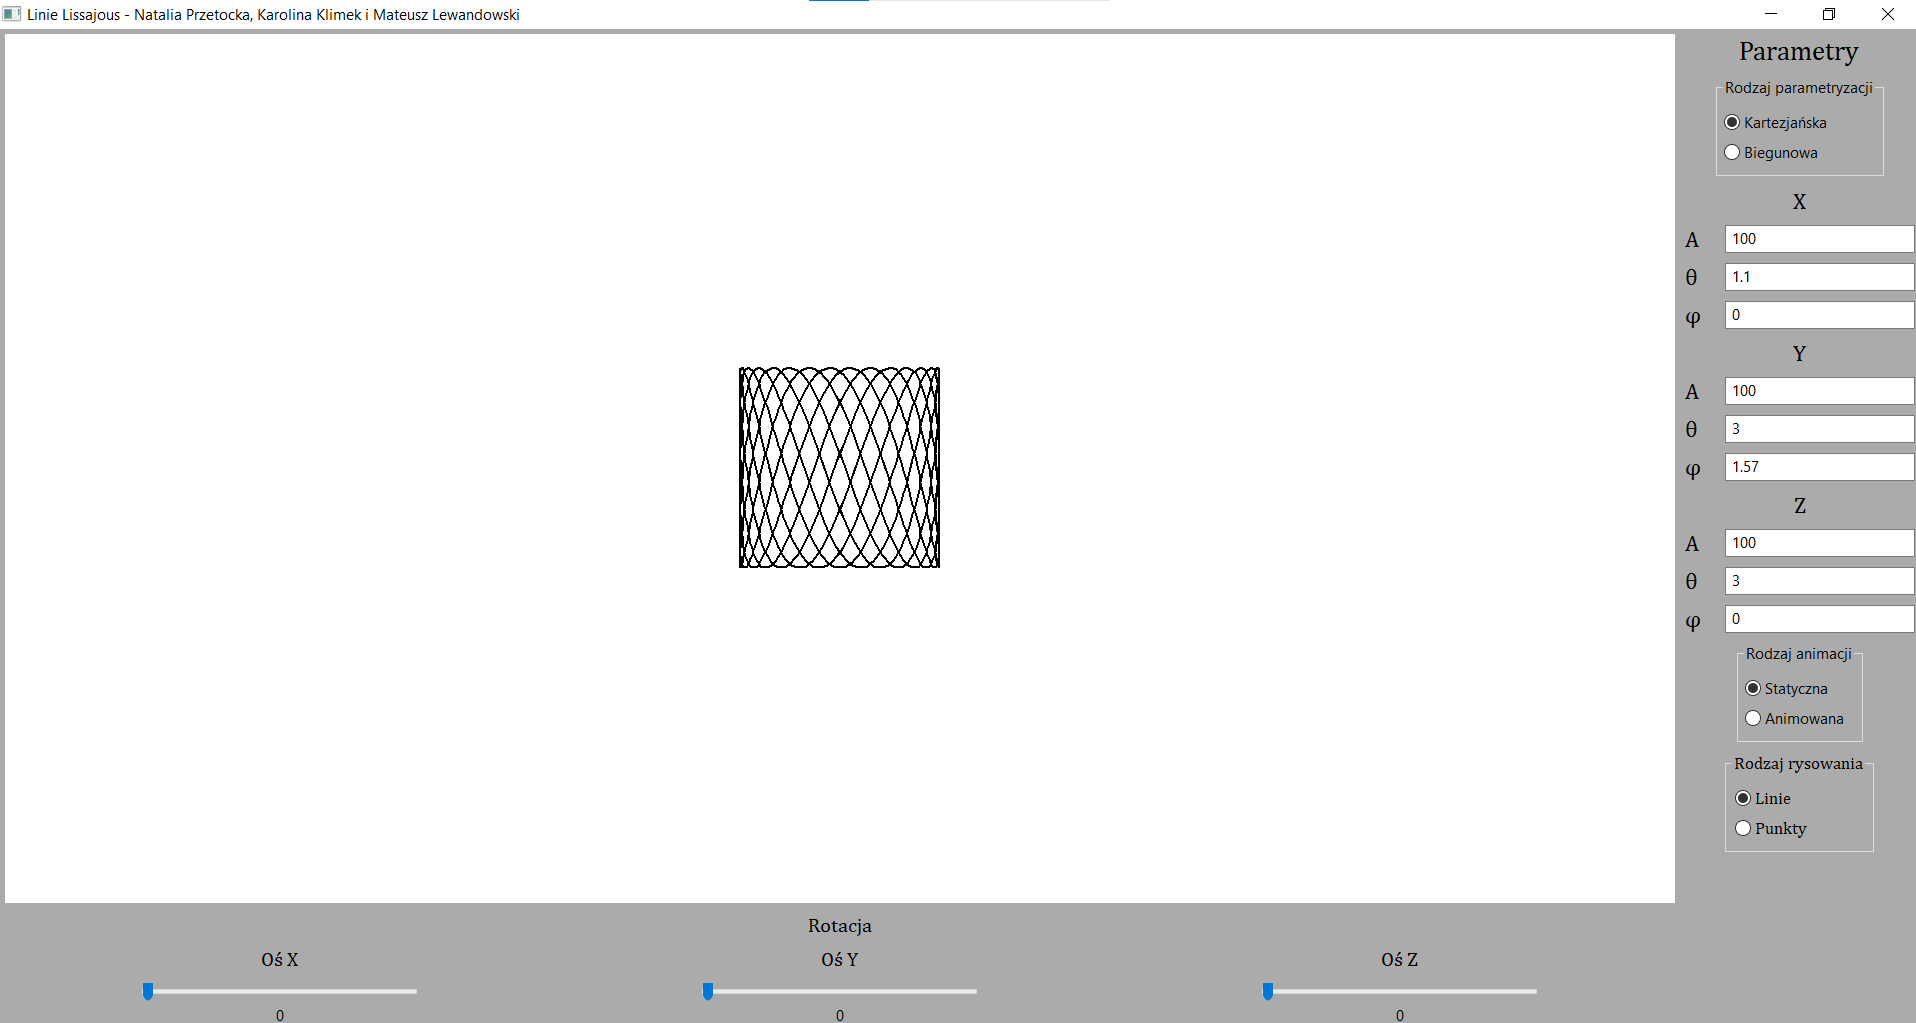 Linie Lissajous - Natalia Przetocka, Karolina Klimek i Mateusz Lewandowski
Parametry
Rodzaj parametryzacji
Kartezjańska
Biegunowa
X
A 100
θ 1.1
φ 0
Y
A 100
θ 3
φ 1.57
Z
A 100
θ 3
φ 0
Rodzaj animacji
Statyczna
Animowana
Rodzaj rysowania
Linie
Punkty
Rotacja
Oś X Oś Y Oś Z
0 0 0